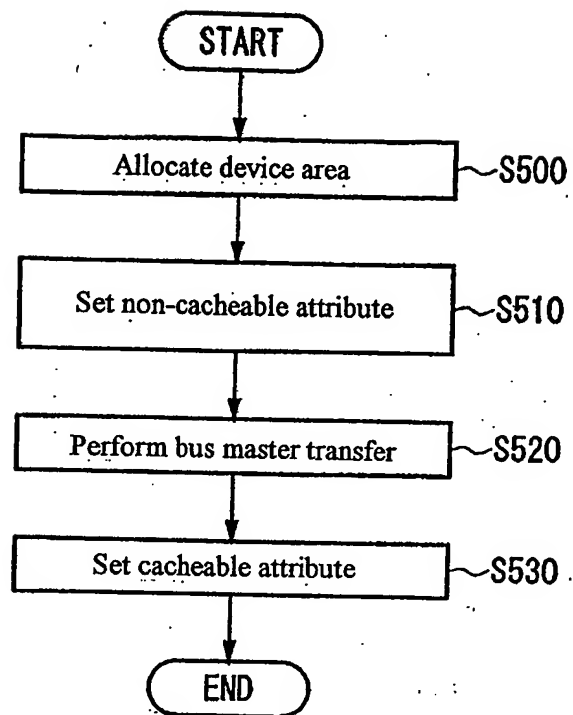 START
Allocate device area
S500
Set non-cacheable attribute
S510
Perform bus master transfer
S520
Set cacheable attribute
S530
END